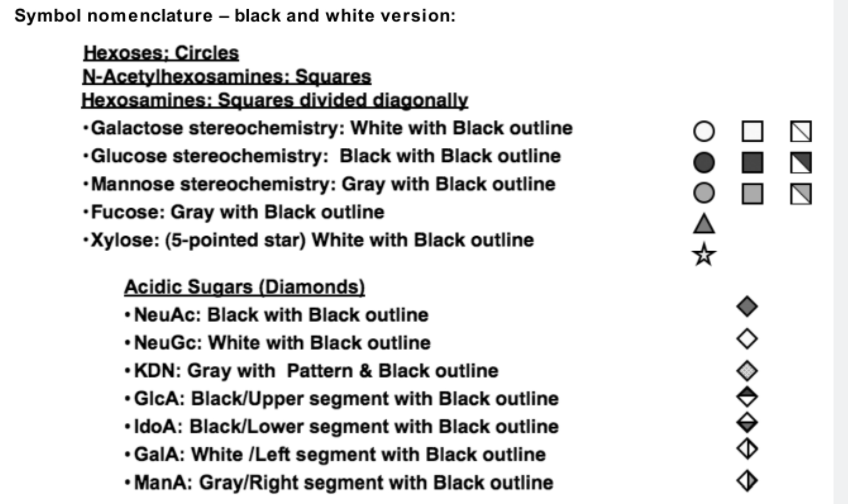 Symbol nomenclature – black and white version:
Hexoses: Circles
N-Acetylhexosamines: Squares
Hexosamines: Squares divided diagonally
•Galactose stereochemistry: White with Black outline
•Glucose stereochemistry: Black with Black outline
•Mannose stereochemistry: Gray with Black outline
•Fucose: Gray with Black outline
•Xylose: (5-pointed star) White with Black outline
Acidic Sugars (Diamonds)
•NeuAc: Black with Black outline
•NeuGc: White with Black outline
•KDN: Gray with Pattern & Black outline
•GlcA: Black/Upper segment with Black outline
•IdoA: Black/Lower segment with Black outline
•GalA: White /Left segment with Black outline
•ManA: Gray/Right segment with Black outline